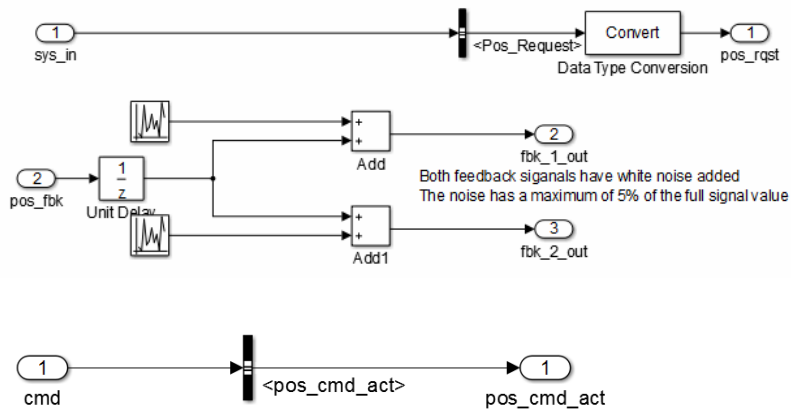 1
sys_in
<Pos_Request>
Convert
Data Type Conversion
1
pos_rqst
2
pos_fbk
1
z
Unit Delay
+
+
Add
2
fbk_1_out
Both feedback siganals have white noise added
The noise has a maximum of 5% of the full signal value
+
+
Add1
3
fbk_2_out
1
cmd
<pos_cmd_act>
1
pos_cmd_act